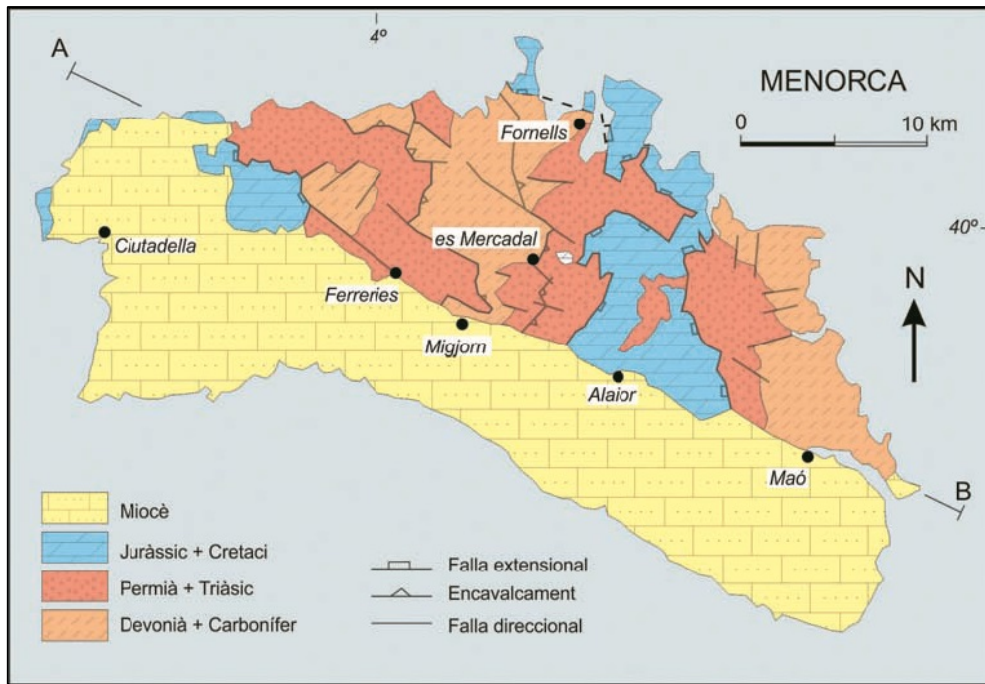 A
4º
MENORCA
0 10 km
Fornells
40º
Ciutadella
es Mercadal
N
Ferreries
Migjorn
Alaior
Maó
B
Miocè
Juràssic + Cretaci
Permià + Triàsic
Devonià + Carbonífer
Falla extensional
Encavalcament
Falla direccional